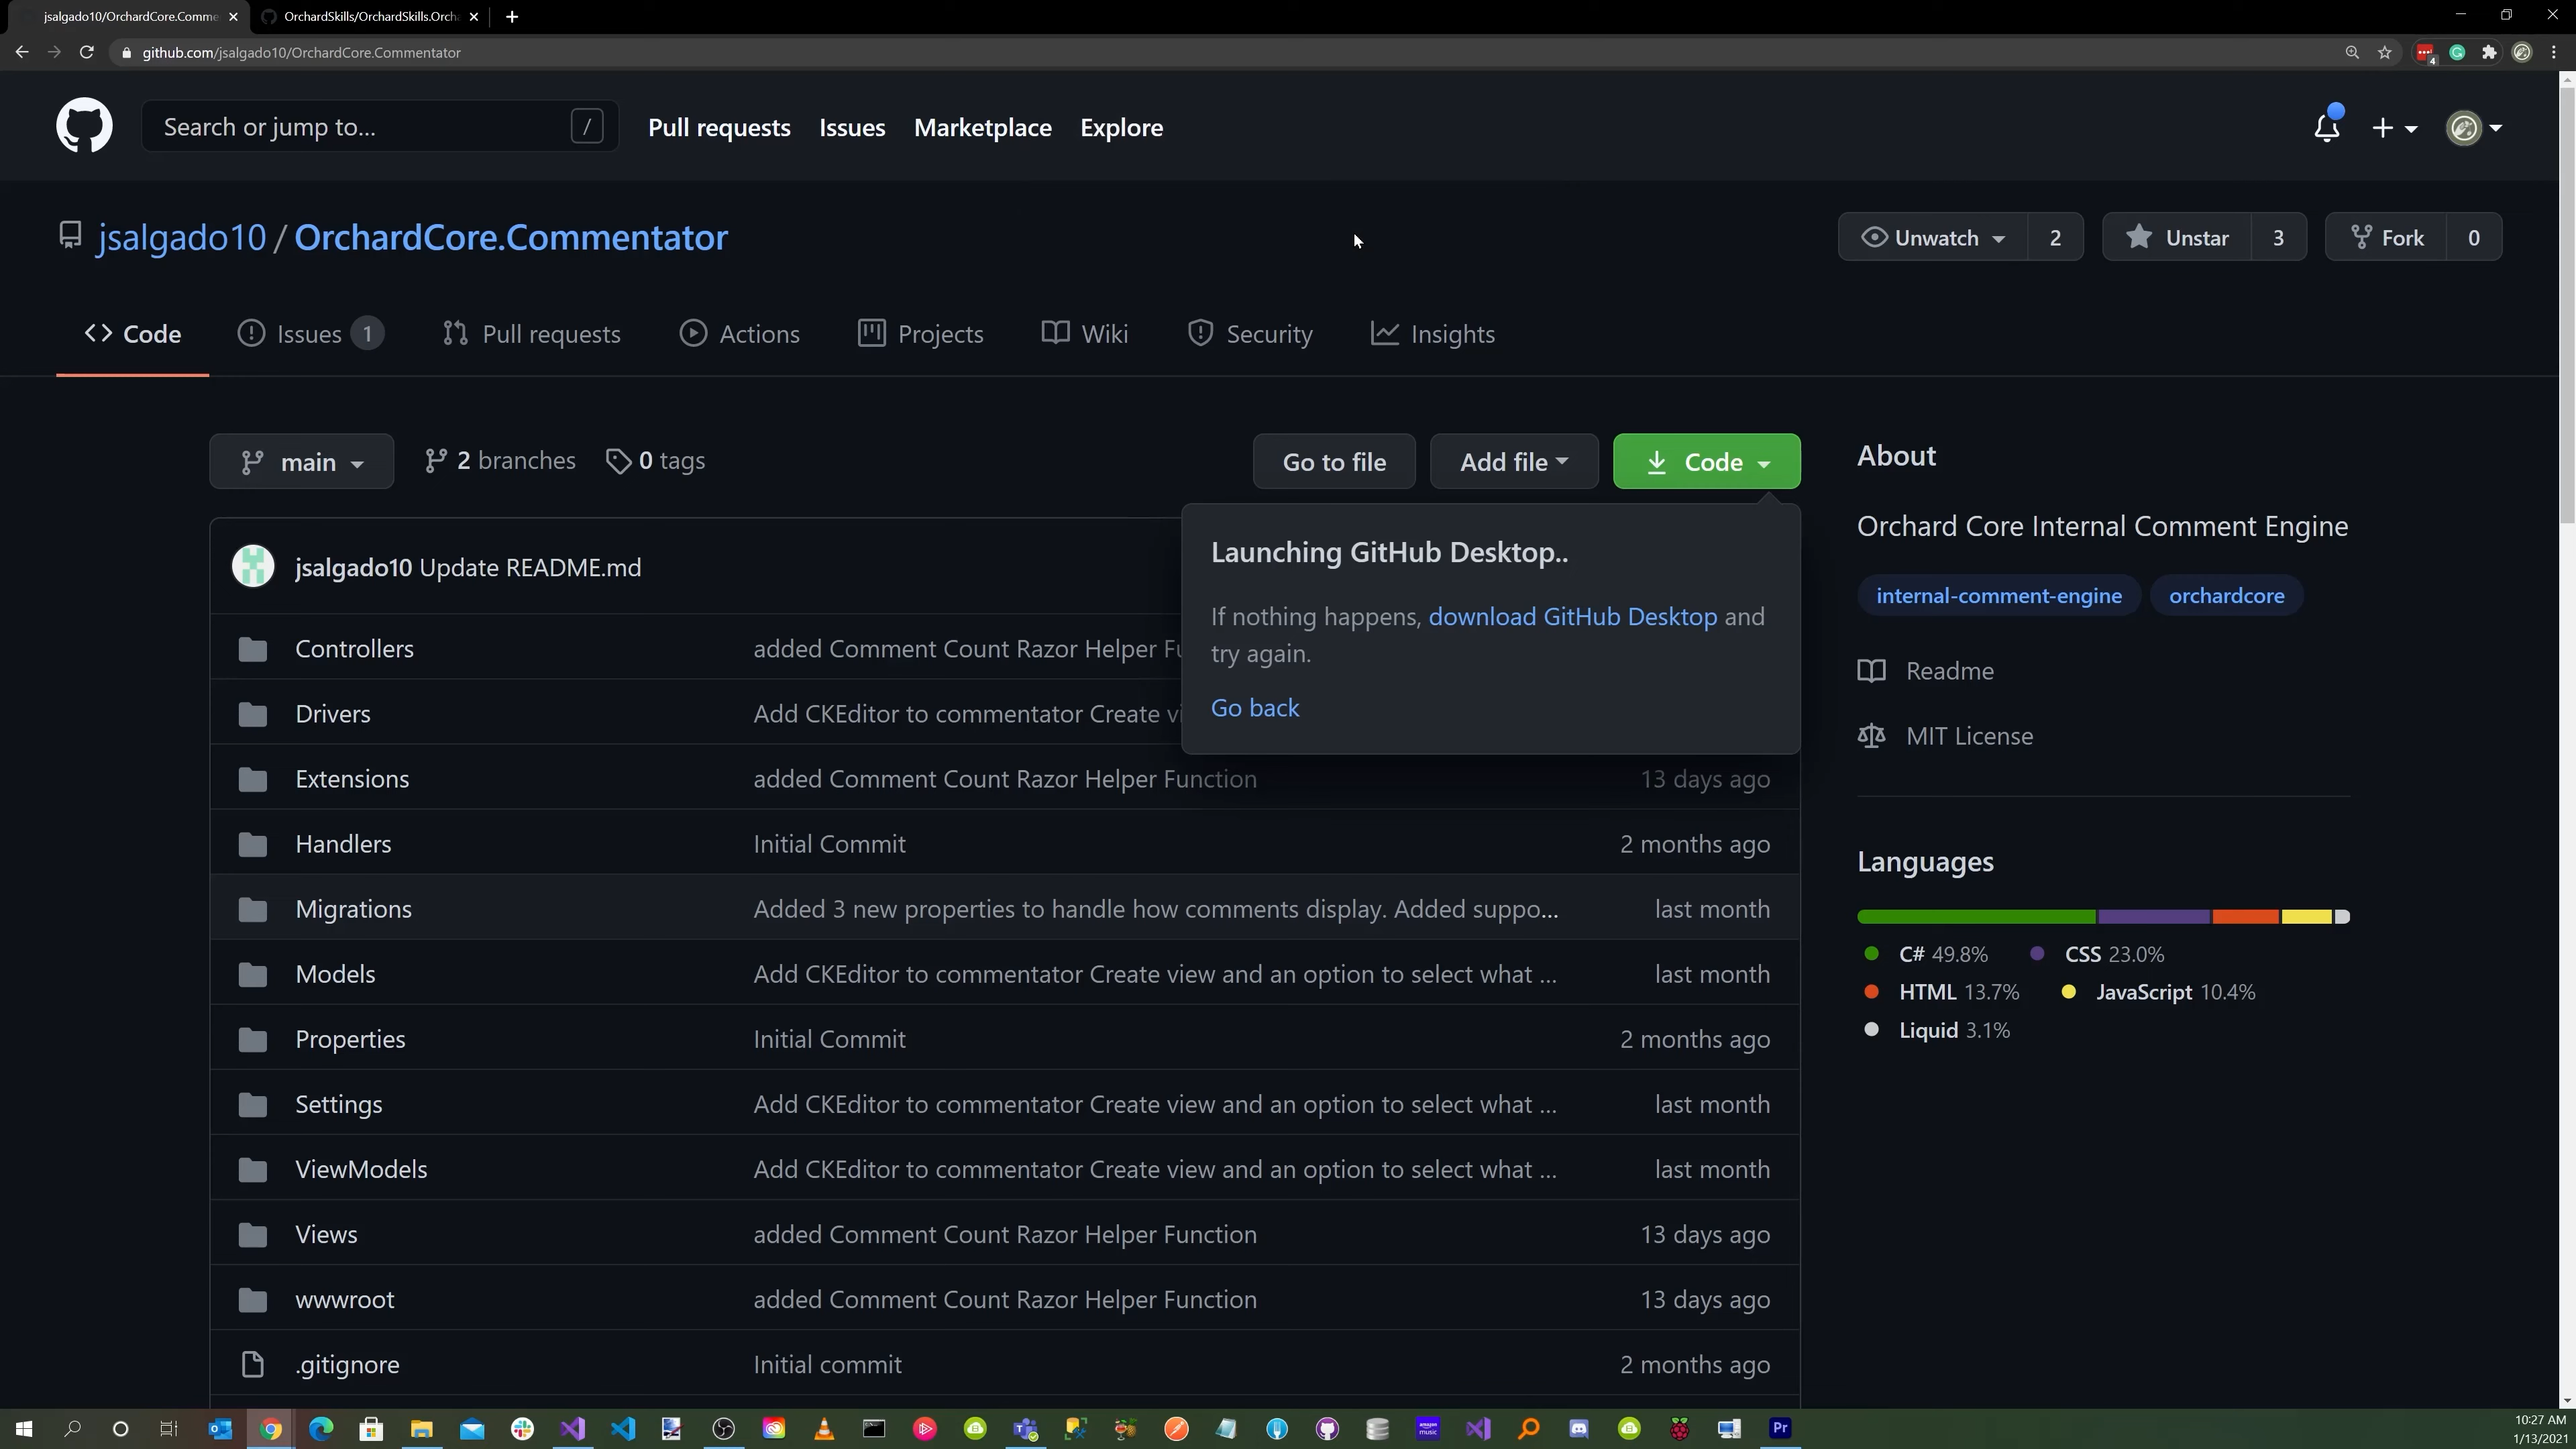 jsalgado10/OrchardCore.Comme
OrchardSkills/OrchardSkills.Orcha
github.com/jsalgado10/OrchardCore.Commentator
4
Search or jump to...
/
Pull requests
Issues
Marketplace
Explore
jsalgado10 / OrchardCore.Commentator
Unwatch
2
Unstar
3
Fork
0
Code
Issues
1
Pull requests
Actions
Projects
Wiki
Security
Insights
main
2 branches
0 tags
Go to file
Add file
Code
Launching GitHub Desktop..
If nothing happens, download GitHub Desktop and
try again.
Go back
jsalgado10 Update README.md
Controllers
added Comment Count Razor Helper Fu
Drivers
Add CKEditor to commentator Create vi
Extensions
added Comment Count Razor Helper Function
13 days ago
Handlers
Initial Commit
2 months ago
Migrations
Added 3 new properties to handle how comments display. Added suppo...
last month
Models
Add CKEditor to commentator Create view and an option to select what ...
last month
Properties
Initial Commit
2 months ago
Settings
Add CKEditor to commentator Create view and an option to select what ...
last month
ViewModels
Add CKEditor to commentator Create view and an option to select what ...
last month
Views
added Comment Count Razor Helper Function
13 days ago
wwwroot
added Comment Count Razor Helper Function
13 days ago
.gitignore
Initial commit
2 months ago
About
Orchard Core Internal Comment Engine
internal-comment-engine
orchardcore
Readme
MIT License
Languages
C# 49.8%
CSS 23.0%
HTML 13.7%
JavaScript 10.4%
Liquid 3.1%
amazon
music
Pr
10:27 AM
1/13/2021